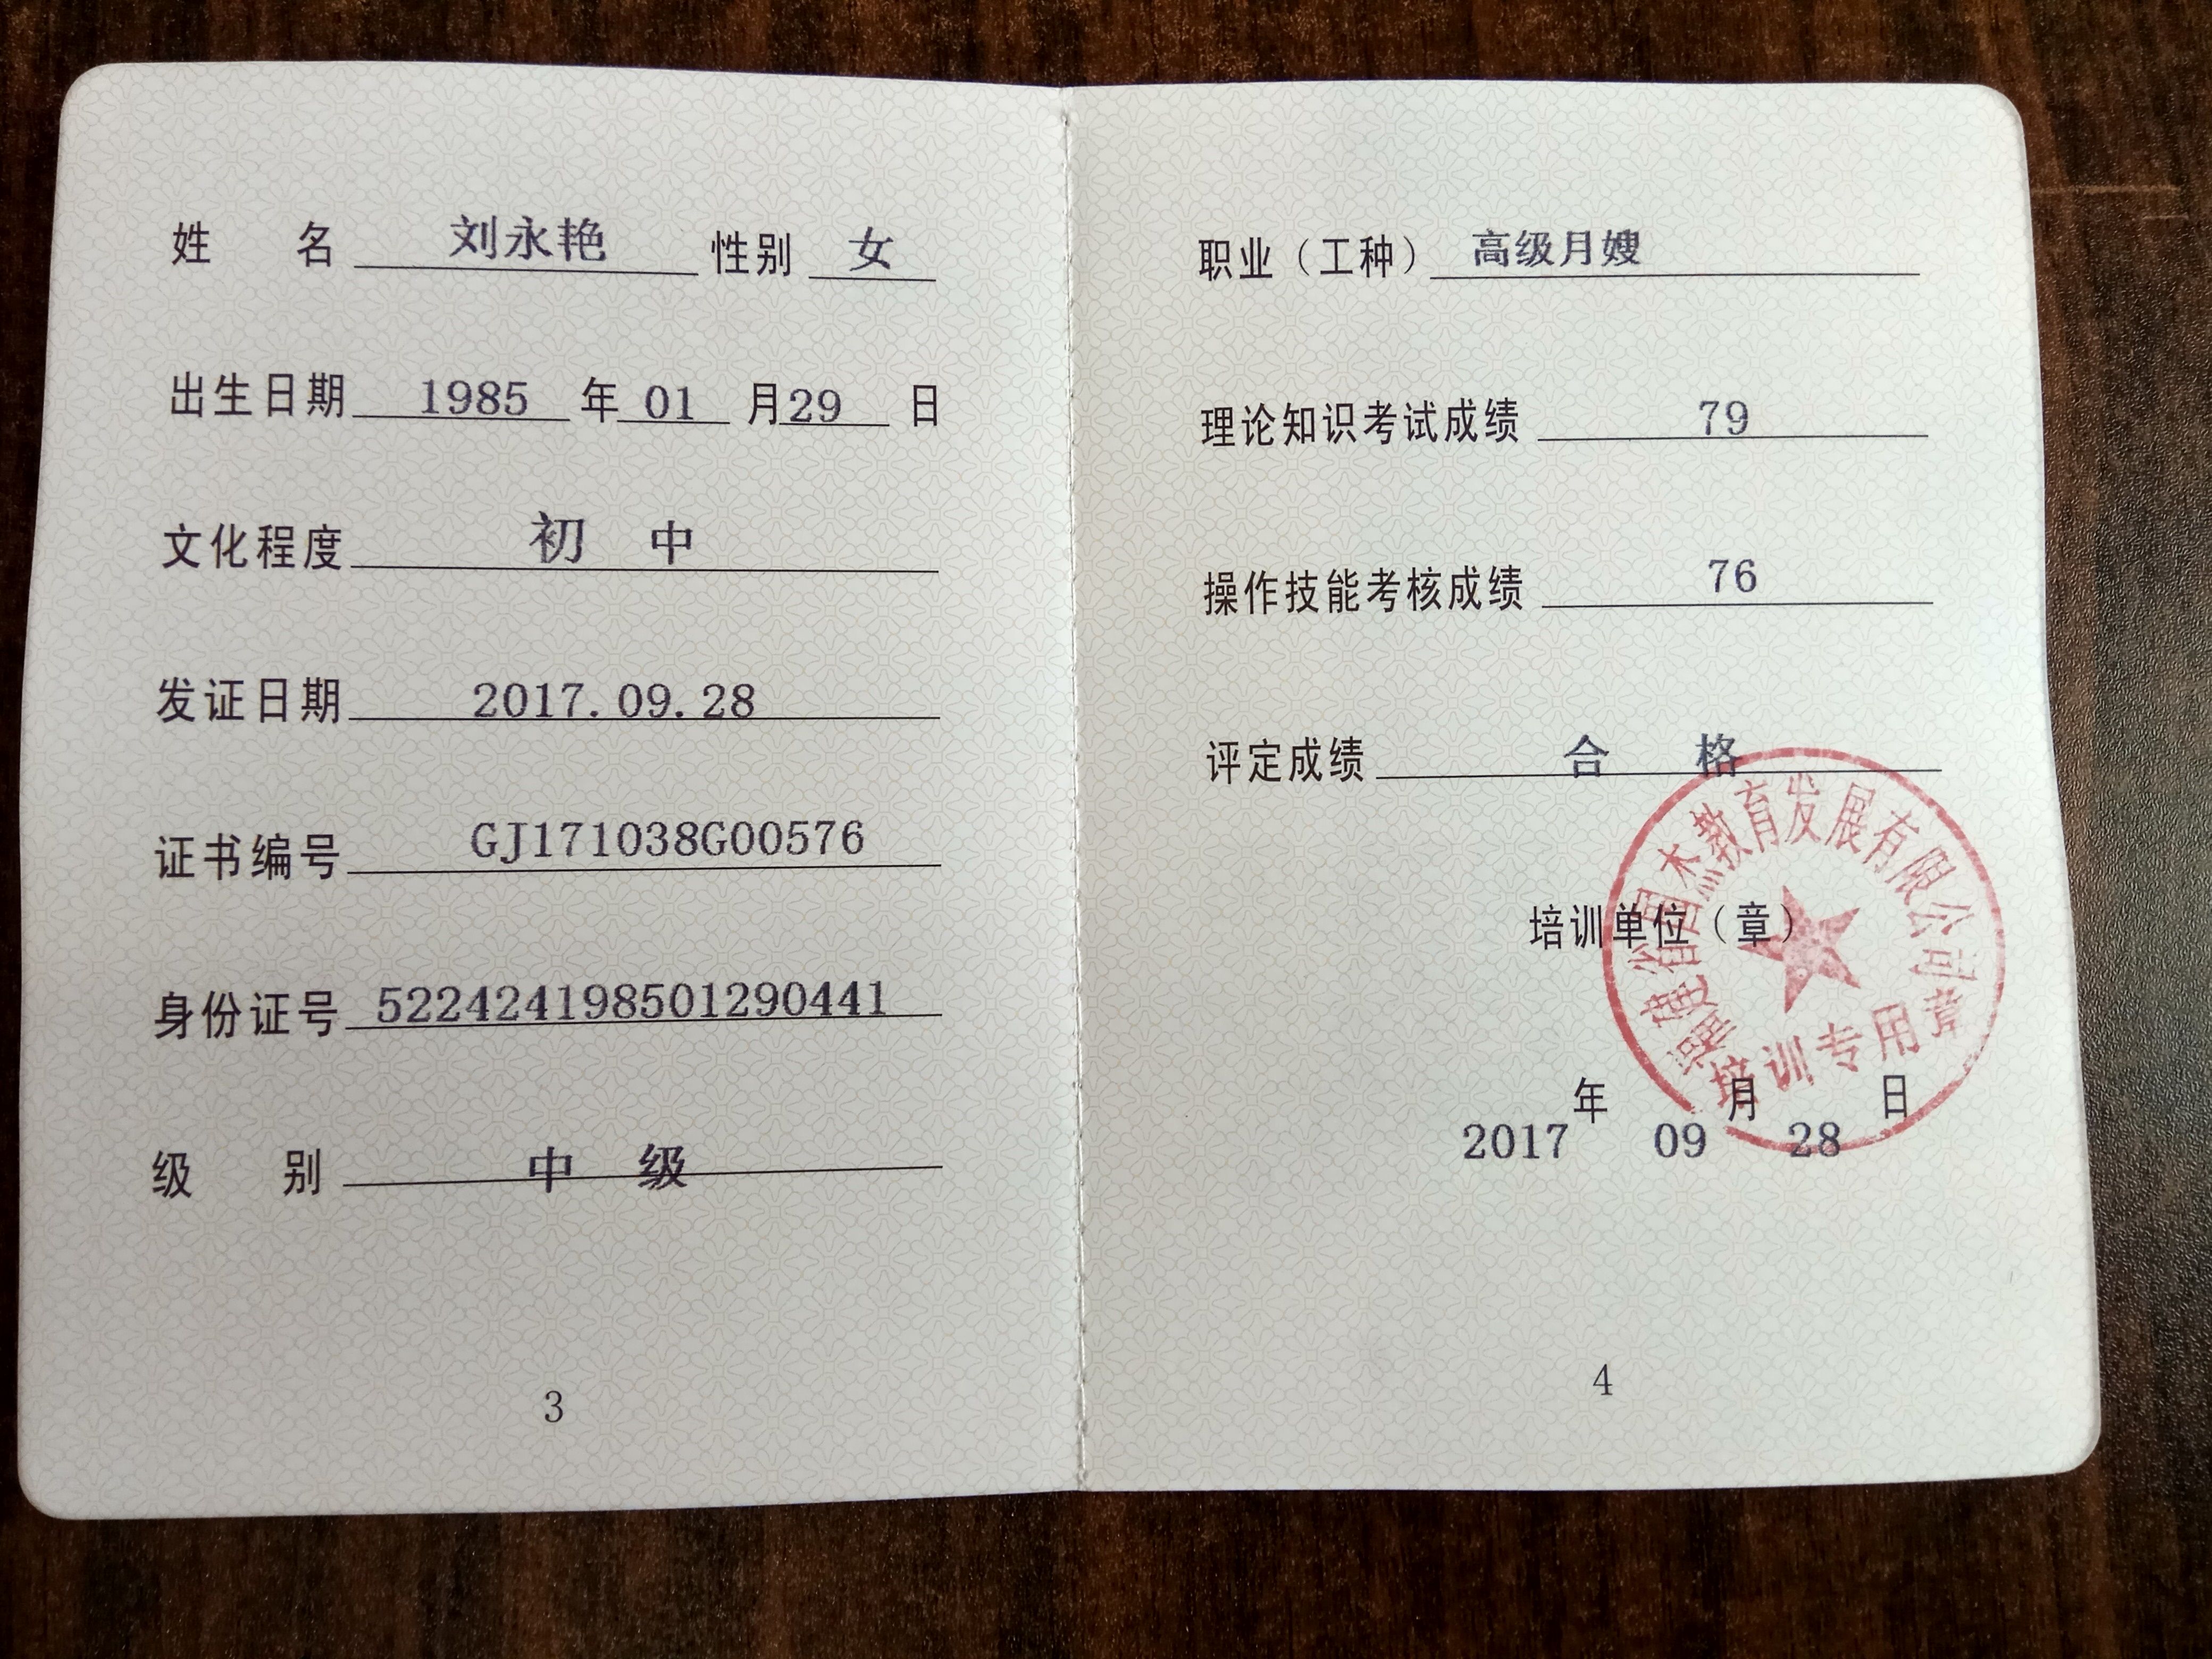 姓 名 刘永艳 性别 女
出生日期 1985 年 01 月 29 日
文化程度 初 中
发证日期 2017.09.28
证书编号 GJ171038G00576
身份证号 522424198501290441
级 别 中 级
3
职业（工种） 高级月嫂
理论知识考试成绩 79
操作技能考核成绩 76
评定成绩 合 格
培训单位（章）
福建省国杰教育发展有限公司
培训专用章
年 月 日
2017 09 28
4